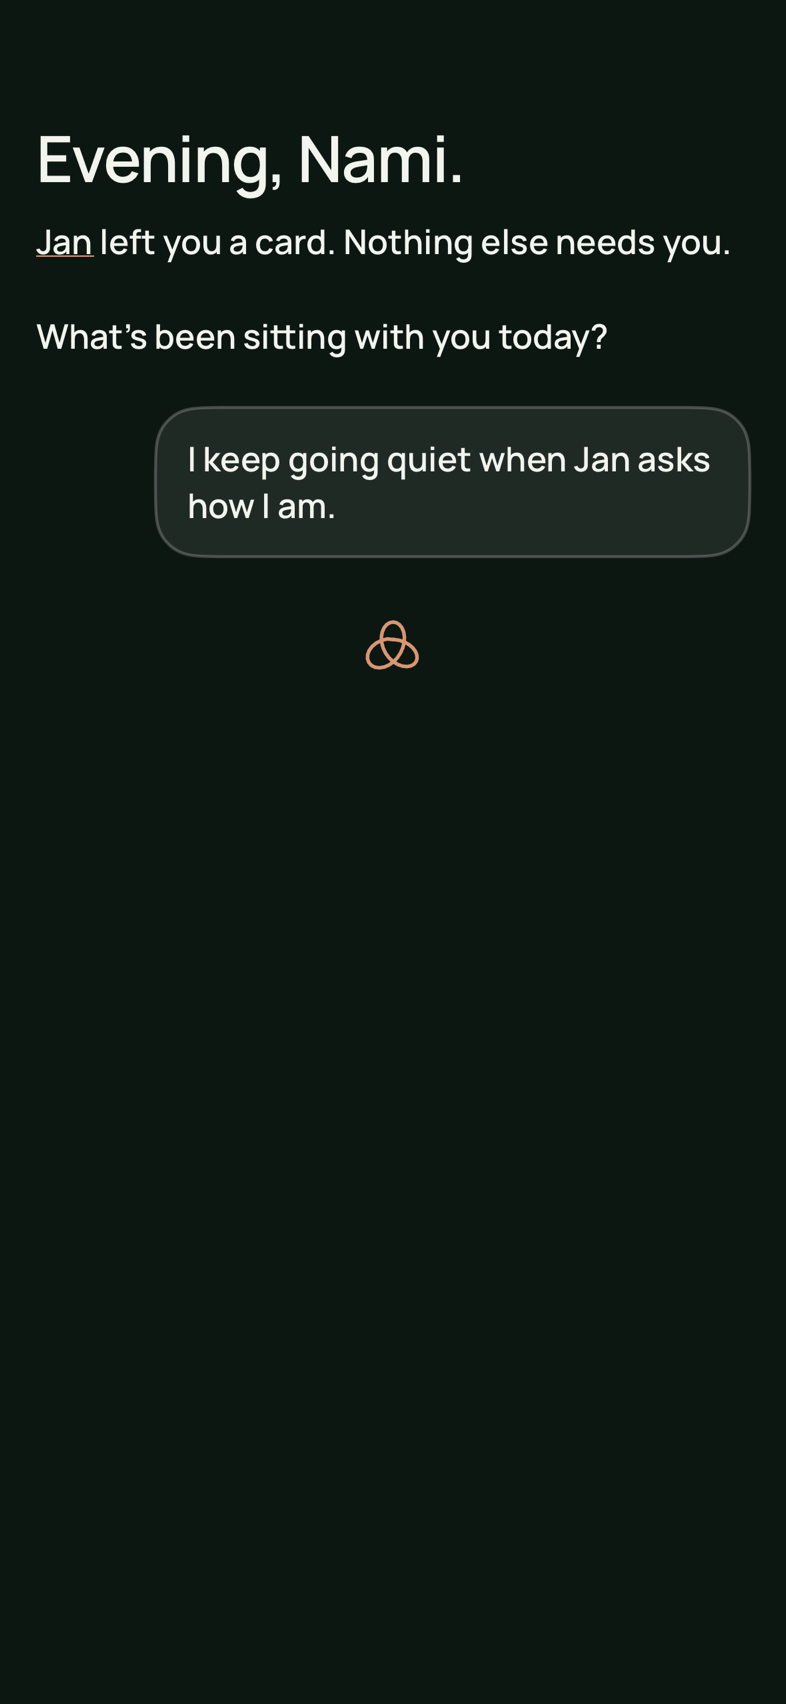 Evening, Nami.
Jan left you a card. Nothing else needs you.
What’s been sitting with you today?
I keep going quiet when Jan asks
how I am.